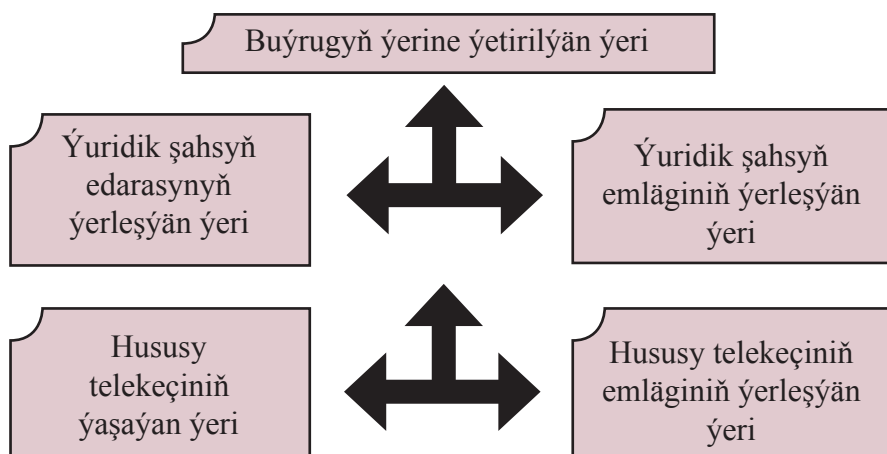 Buýrugyň ýerine ýetirilýän ýeri
Ýuridik şahsyň
edarasynyň
ýerleşýän ýeri
Ýuridik şahsyň
emläginiň ýerleşýän
ýeri
Hususy
telekeçiniň
ýaşaýan ýeri
Hususy telekeçiniň
emläginiň ýerleşýän
ýeri